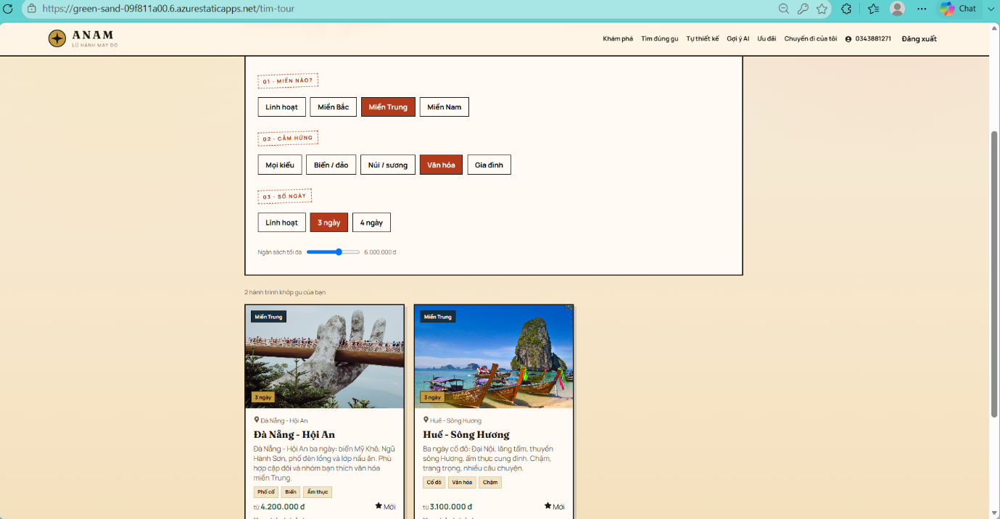 https://green-sand-09f811a00.6.azurestaticapps.net/tim-tour
Chat
ANAM
LỮ HÀNH MAY ĐO
Khám phá Tìm đúng gu Tự thiết kế Gợi ý AI Ưu đãi Chuyến đi của tôi 0343881271 Đăng xuất
01 · MIỀN NÀO?
Linh hoạt Miền Bắc Miền Trung Miền Nam
02 · CẢM HỨNG
Mọi kiểu Biển / đảo Núi / sương Văn hóa Gia đình
03 · SỐ NGÀY
Linh hoạt 3 ngày 4 ngày
Ngân sách tối đa 6.000.000 đ
2 hành trình khớp gu của bạn
Miền Trung
3 ngày
Đà Nẵng - Hội An
Đà Nẵng - Hội An
Đà Nẵng - Hội An ba ngày: biển Mỹ Khê, Ngũ
Hành Sơn, phố đèn lồng và lớp nấu ăn. Phù
hợp cặp đôi và nhóm bạn thích văn hóa
miền Trung.
Phố cổ Biển Ẩm thực
từ 4.200.000 đ Mới
Miền Trung
3 ngày
Huế - Sông Hương
Huế - Sông Hương
Ba ngày cố đô: Đại Nội, lăng tẩm, thuyền
sông Hương, ẩm thực cung đình. Chậm,
trang trọng, nhiều câu chuyện.
Cố đô Văn hóa Chậm
từ 3.100.000 đ Mới